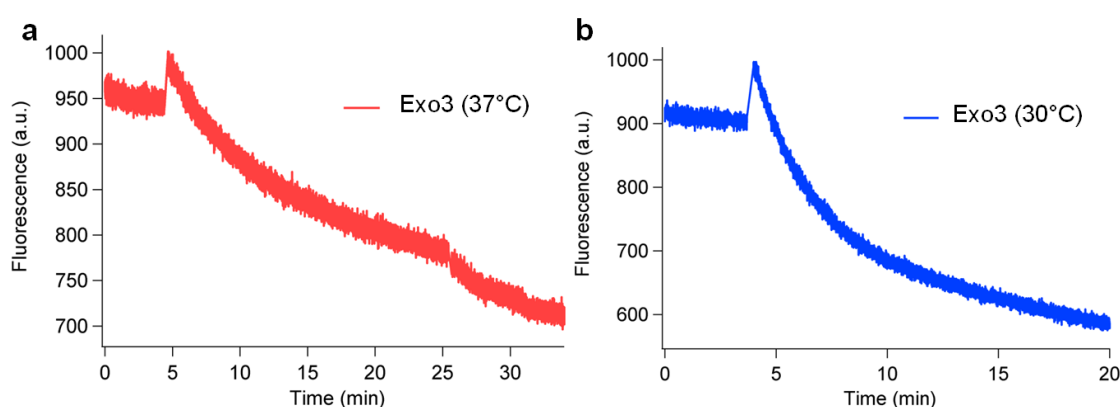 a
1000
950
900
850
800
750
700
Fluorescence (a.u.)
Exo3 (37°C)
0 5 10 15 20 25 30
Time (min)
b
1000
900
800
700
600
Fluorescence (a.u.)
Exo3 (30°C)
0 5 10 15 20
Time (min)